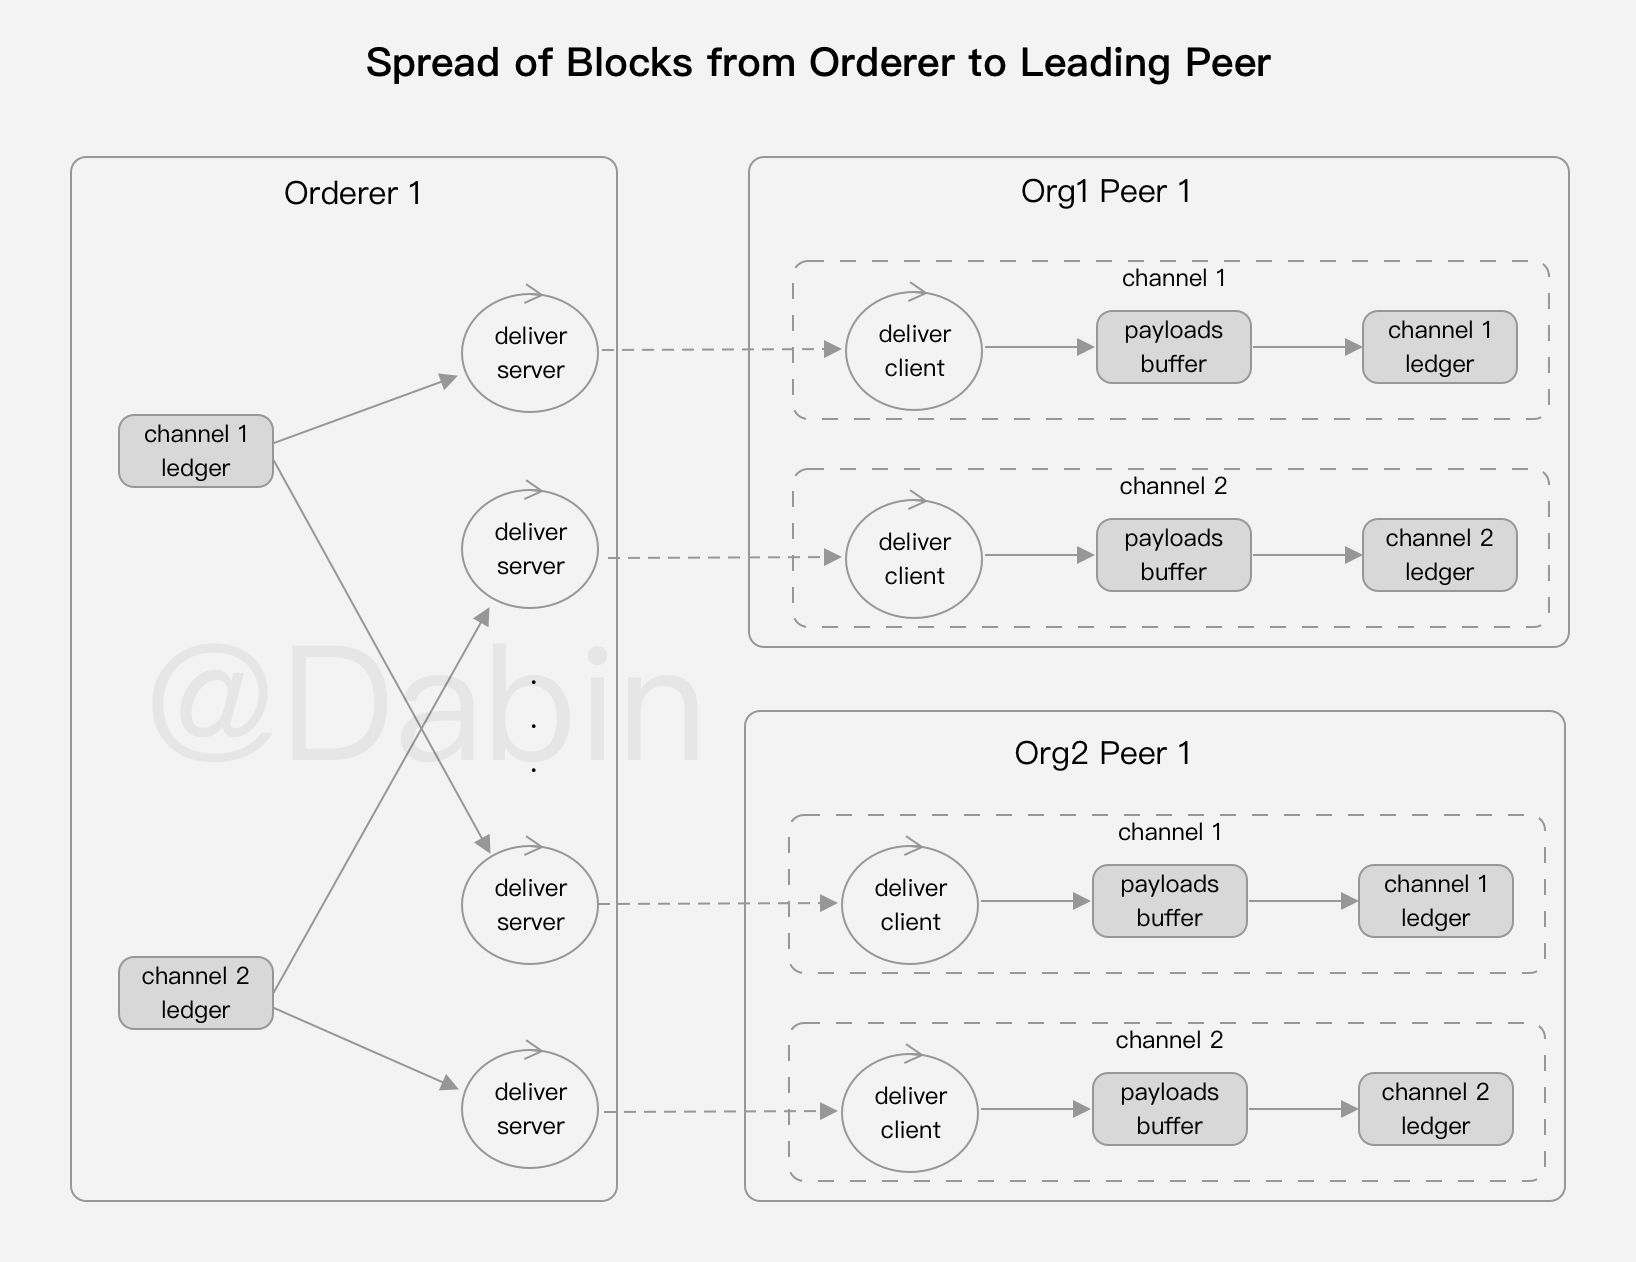 Spread of Blocks from Orderer to Leading Peer
Orderer 1
channel 1
ledger
channel 2
ledger
deliver
server
deliver
server
.
.
.
deliver
server
deliver
server
@Dabin
Org1 Peer 1
channel 1
deliver
client
payloads
buffer
channel 1
ledger
channel 2
deliver
client
payloads
buffer
channel 2
ledger
Org2 Peer 1
channel 1
deliver
client
payloads
buffer
channel 1
ledger
channel 2
deliver
client
payloads
buffer
channel 2
ledger